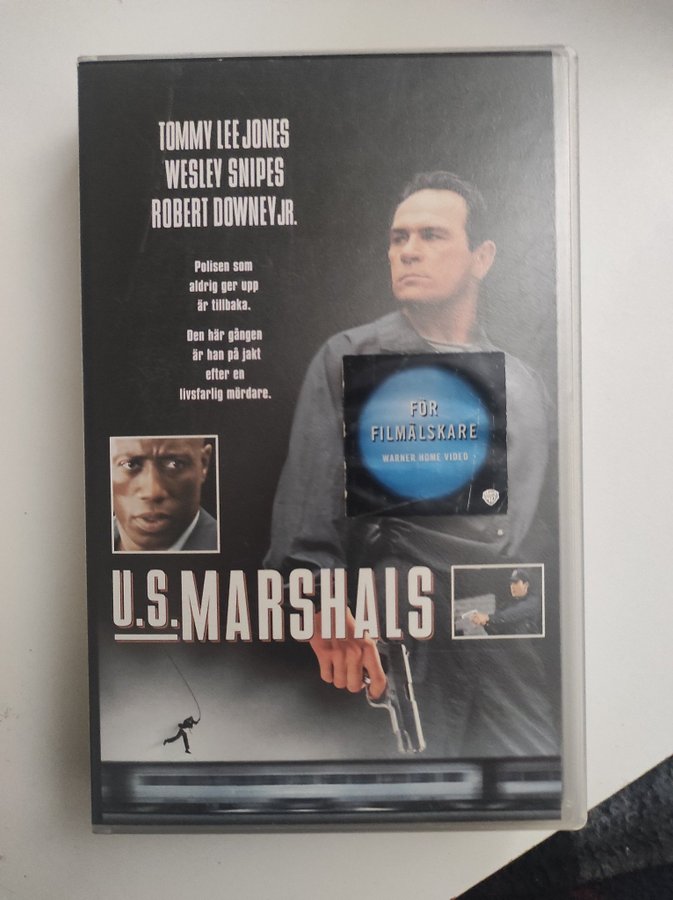 TOMMY LEE JONES
WESLEY SNIPES
ROBERT DOWNEY JR.
Polisen som
aldrig ger upp
är tillbaka.
Den här gången
är han på jakt
efter en
livsfarlig mördare.
FÖR
FILMÄLSKARE
WARNER HOME VIDEO
U.S. MARSHALS